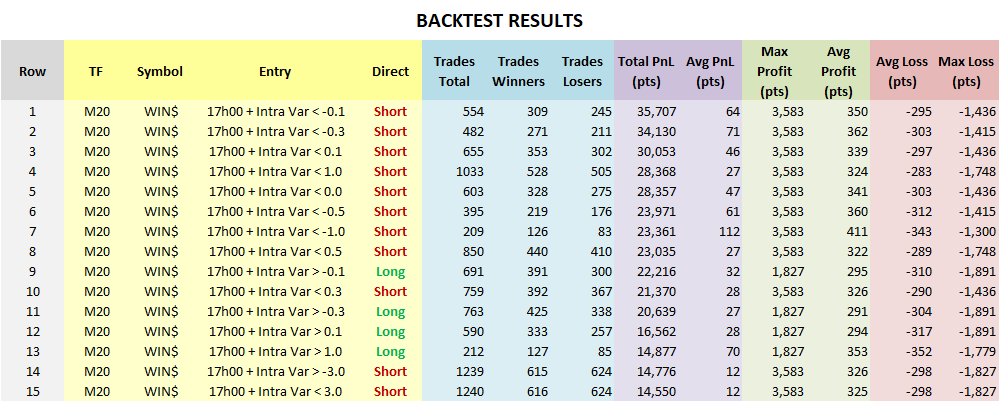 BACKTEST RESULTS
Row TF Symbol Entry Direct Trades Total Trades Winners Trades Losers Total PnL (pts) Avg PnL (pts) Max Profit (pts) Avg Profit (pts) Avg Loss (pts) Max Loss (pts)
1 M20 WIN$ 17h00 + Intra Var < -0.1 Short 554 309 245 35,707 64 3,583 350 -295 -1,436
2 M20 WIN$ 17h00 + Intra Var < -0.3 Short 482 271 211 34,130 71 3,583 362 -303 -1,415
3 M20 WIN$ 17h00 + Intra Var < 0.1 Short 655 353 302 30,053 46 3,583 339 -297 -1,436
4 M20 WIN$ 17h00 + Intra Var < 1.0 Short 1033 528 505 28,368 27 3,583 324 -283 -1,748
5 M20 WIN$ 17h00 + Intra Var < 0.0 Short 603 328 275 28,357 47 3,583 341 -303 -1,436
6 M20 WIN$ 17h00 + Intra Var < -0.5 Short 395 219 176 23,971 61 3,583 360 -312 -1,415
7 M20 WIN$ 17h00 + Intra Var < -1.0 Short 209 126 83 23,361 112 3,583 411 -343 -1,300
8 M20 WIN$ 17h00 + Intra Var < 0.5 Short 850 440 410 23,035 27 3,583 322 -289 -1,748
9 M20 WIN$ 17h00 + Intra Var > -0.1 Long 691 391 300 22,216 32 1,827 295 -310 -1,891
10 M20 WIN$ 17h00 + Intra Var < 0.3 Short 759 392 367 21,370 28 3,583 326 -290 -1,436
11 M20 WIN$ 17h00 + Intra Var > -0.3 Long 763 425 338 20,639 27 1,827 291 -304 -1,891
12 M20 WIN$ 17h00 + Intra Var > 0.1 Long 590 333 257 16,562 28 1,827 294 -317 -1,891
13 M20 WIN$ 17h00 + Intra Var > 1.0 Long 212 127 85 14,877 70 1,827 353 -352 -1,779
14 M20 WIN$ 17h00 + Intra Var > -3.0 Short 1239 615 624 14,776 12 3,583 326 -298 -1,827
15 M20 WIN$ 17h00 + Intra Var < 3.0 Short 1240 616 624 14,550 12 3,583 325 -298 -1,827